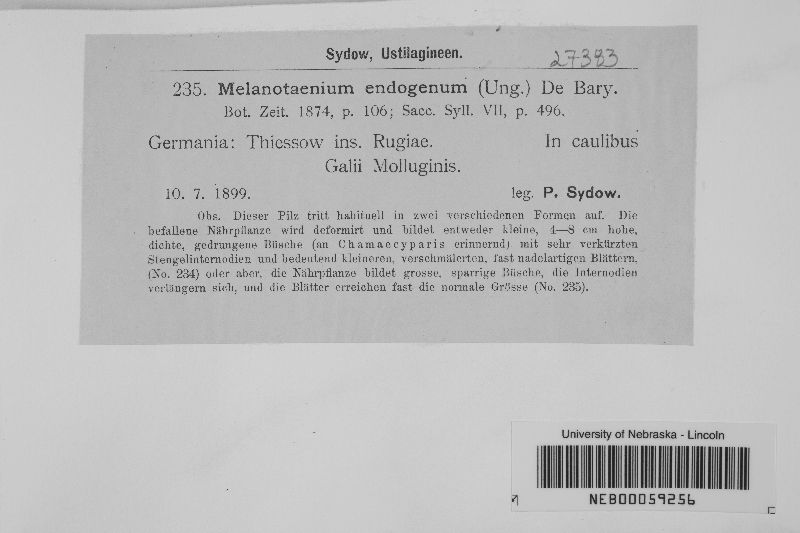 Sydow, Ustilagineen.
27383
235. Melanotaenium endogenum (Ung.) De Bary.
Bot. Zeit. 1874, p. 106; Sacc. Syll. VII, p. 496.
Germania: Thiessow ins. Rugiae. In caulibus
Galii Molluginis.
10. 7. 1899. leg. P. Sydow.
Obs. Dieser Pilz tritt habituell in zwei verschiedenen Formen auf. Die
befallene Nährpflanze wird deformirt und bildet entweder kleine, 4—8 cm hohe,
dichte, gedrungene Büsche (an Chamaecyparis erinnernd) mit sehr verkürzten
Stengelinternodien und bedeutend kleineren, verschmälerten, fast nadelartigen Blättern,
(No. 234) oder aber, die Nährpflanze bildet grosse, sparrige Büsche, die Internodien
verlängern sich, und die Blätter erreichen fast die normale Grösse (No. 235).
University of Nebraska - Lincoln
NEB00059256